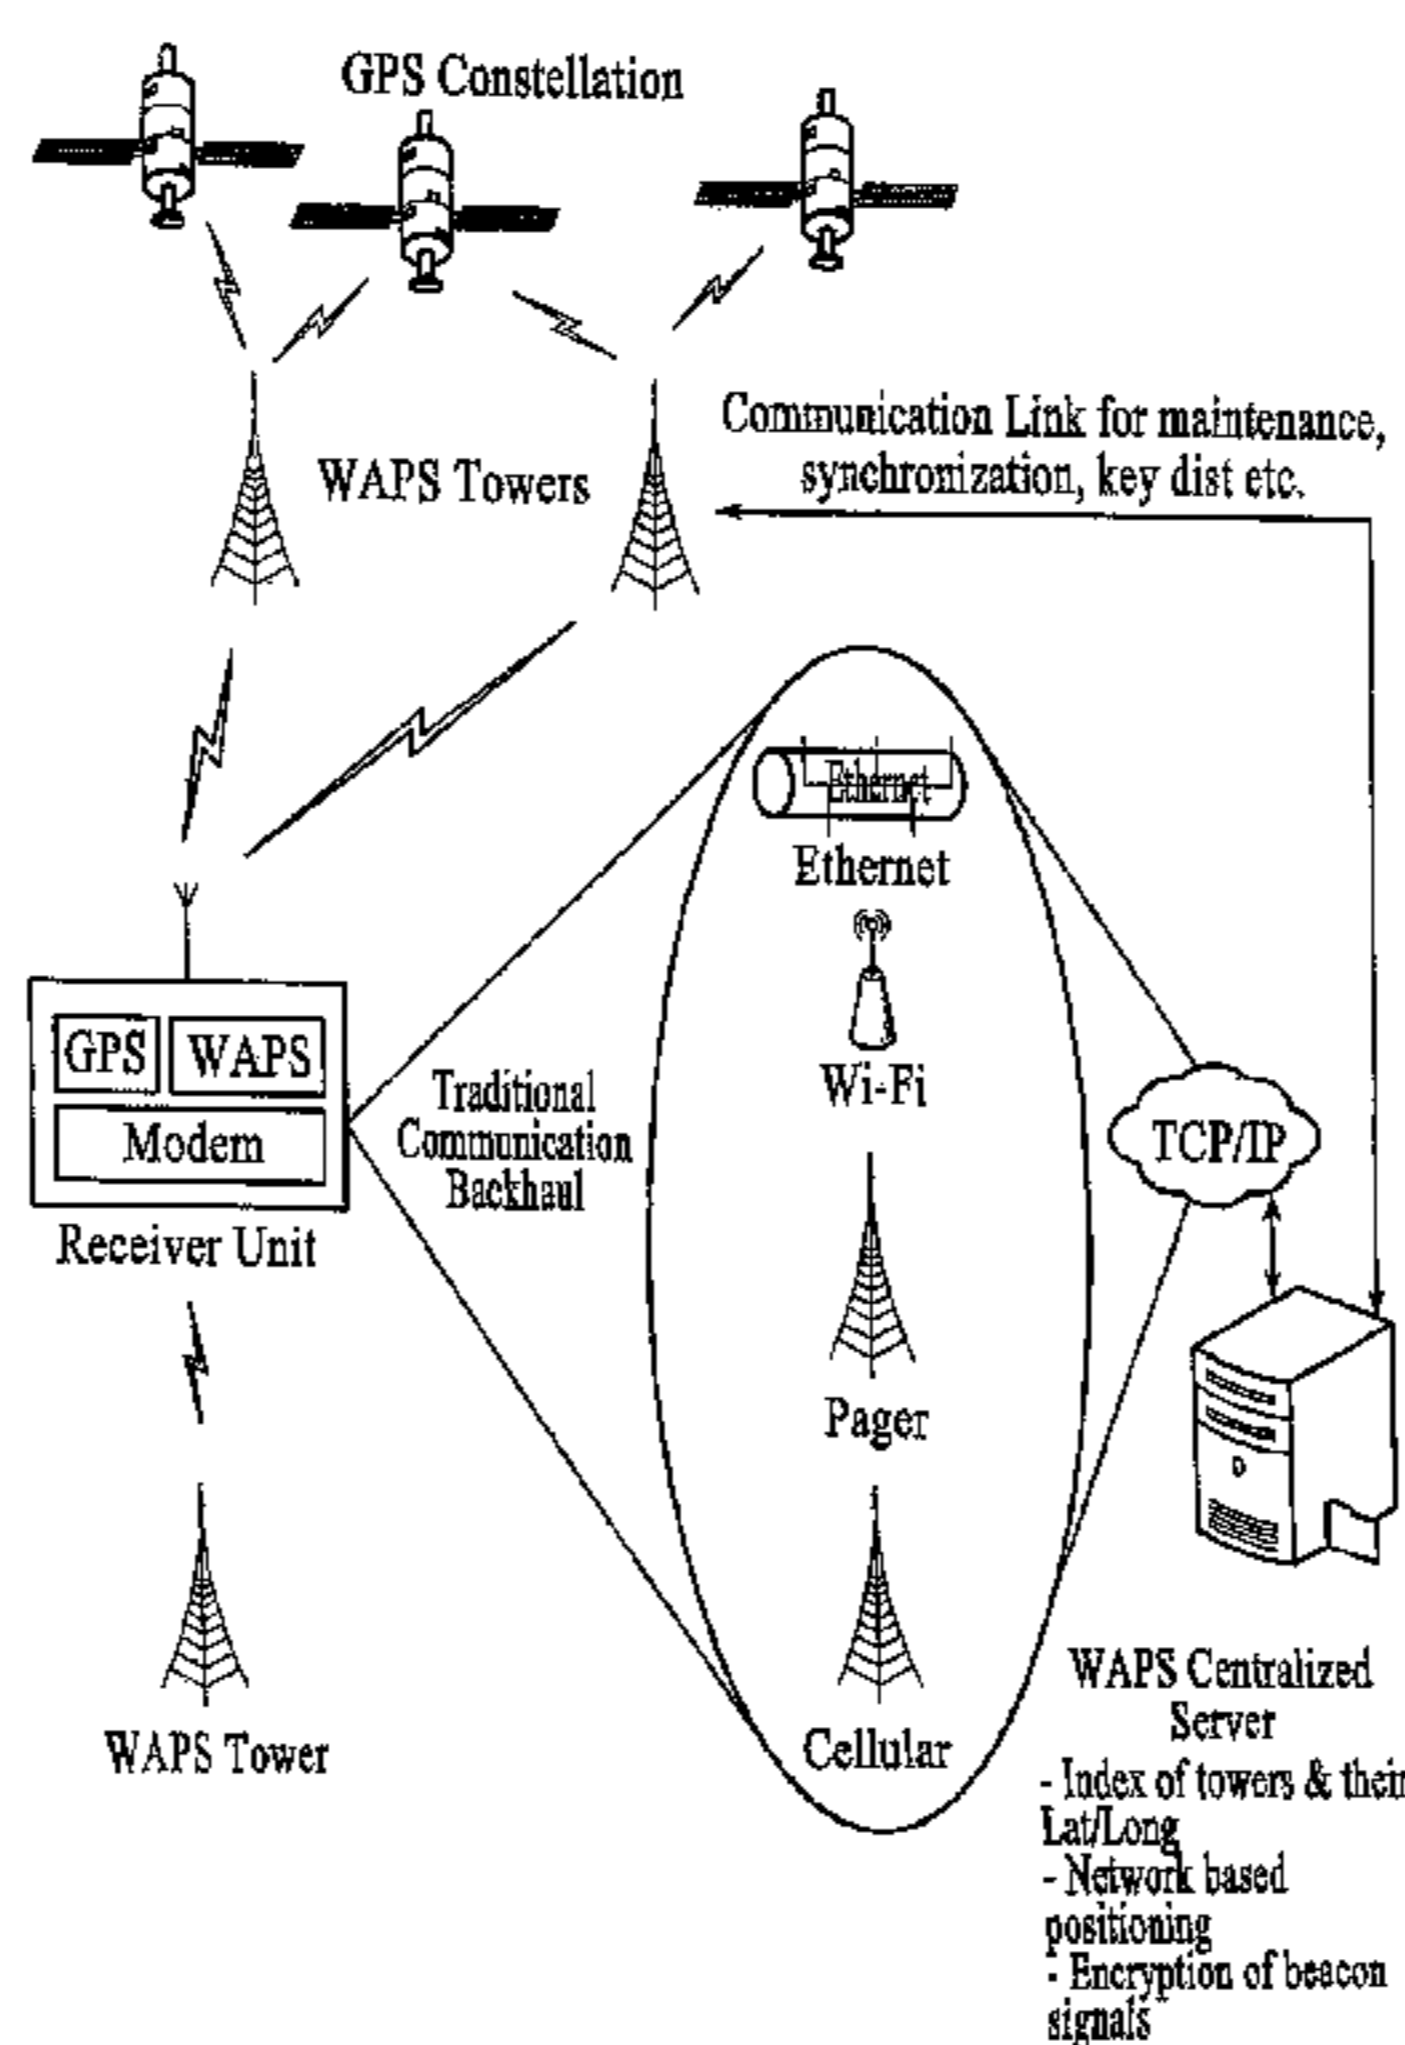 GPS Constellation
WAPS Towers
Communication Link for maintenance,
synchronization, key dist etc.
Ethernet
Ethernet
Wi-Fi
Pager
Cellular
GPS
WAPS
Modem
Receiver Unit
Traditional
Communication
Backhaul
TCP/IP
WAPS Tower
WAPS Centralized
Server
- Index of towers & their
Lat/Long
- Network based
positioning
- Encryption of beacon
signals